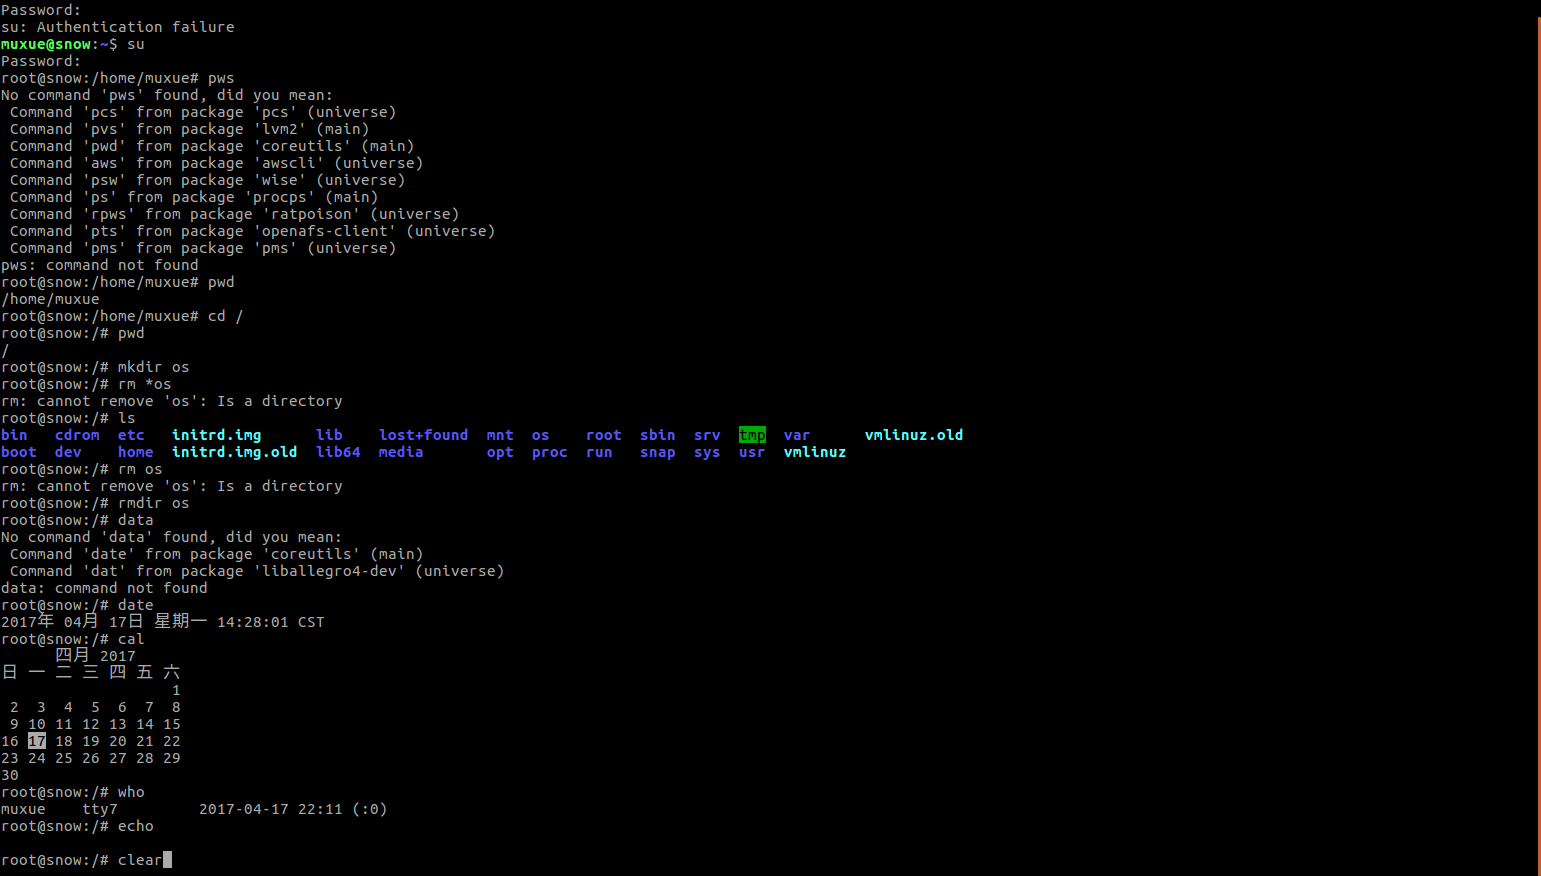 Password:
su: Authentication failure
muxue@snow:~$ su
Password:
root@snow:/home/muxue# pws
No command 'pws' found, did you mean:
 Command 'pcs' from package 'pcs' (universe)
 Command 'pvs' from package 'lvm2' (main)
 Command 'pwd' from package 'coreutils' (main)
 Command 'aws' from package 'awscli' (universe)
 Command 'psw' from package 'wise' (universe)
 Command 'ps' from package 'procps' (main)
 Command 'rpws' from package 'ratpoison' (universe)
 Command 'pts' from package 'openafs-client' (universe)
 Command 'pms' from package 'pms' (universe)
pws: command not found
root@snow:/home/muxue# pwd
/home/muxue
root@snow:/home/muxue# cd /
root@snow:/# pwd
/
root@snow:/# mkdir os
root@snow:/# rm *os
rm: cannot remove 'os': Is a directory
root@snow:/# ls
bin   cdrom  etc   initrd.img      lib    lost+found  mnt  os    root  sbin  srv  tmp  var      vmlinuz.old
boot  dev    home  initrd.img.old  lib64  media       opt  proc  run   snap  sys  usr  vmlinuz
root@snow:/# rm os
rm: cannot remove 'os': Is a directory
root@snow:/# rmdir os
root@snow:/# data
No command 'data' found, did you mean:
 Command 'date' from package 'coreutils' (main)
 Command 'dat' from package 'liballegro4-dev' (universe)
data: command not found
root@snow:/# date
2017年 04月 17日 星期一 14:28:01 CST
root@snow:/# cal
      四月 2017
日 一 二 三 四 五 六
                   1
 2  3  4  5  6  7  8
 9 10 11 12 13 14 15
16 17 18 19 20 21 22
23 24 25 26 27 28 29
30
root@snow:/# who
muxue    tty7         2017-04-17 22:11 (:0)
root@snow:/# echo
root@snow:/# clear